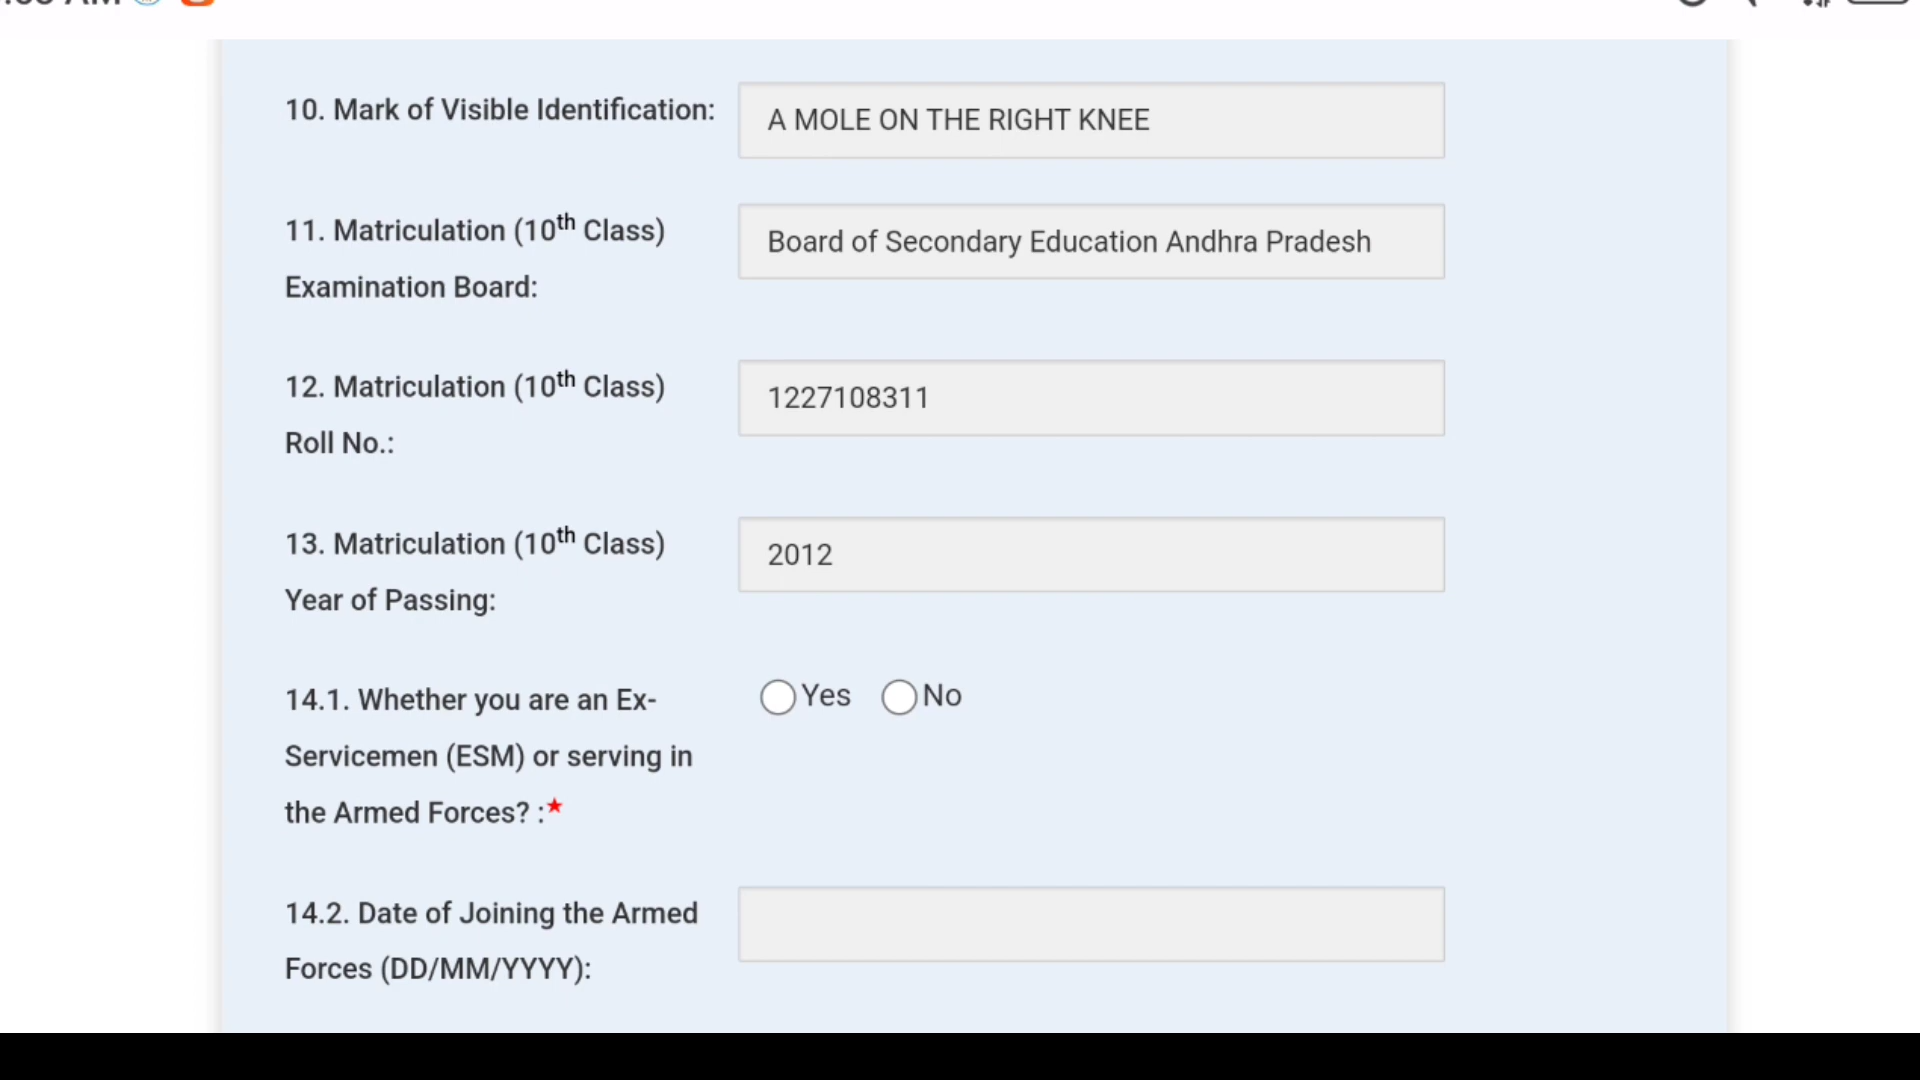 AM
10. Mark of Visible Identification: A MOLE ON THE RIGHT KNEE
11. Matriculation (10th Class) Board of Secondary Education Andhra Pradesh
Examination Board:
12. Matriculation (10th Class) 1227108311
Roll No.:
13. Matriculation (10th Class) 2012
Year of Passing:
14.1. Whether you are an Ex- Yes No
Servicemen (ESM) or serving in
the Armed Forces? :★
14.2. Date of Joining the Armed
Forces (DD/MM/YYYY):